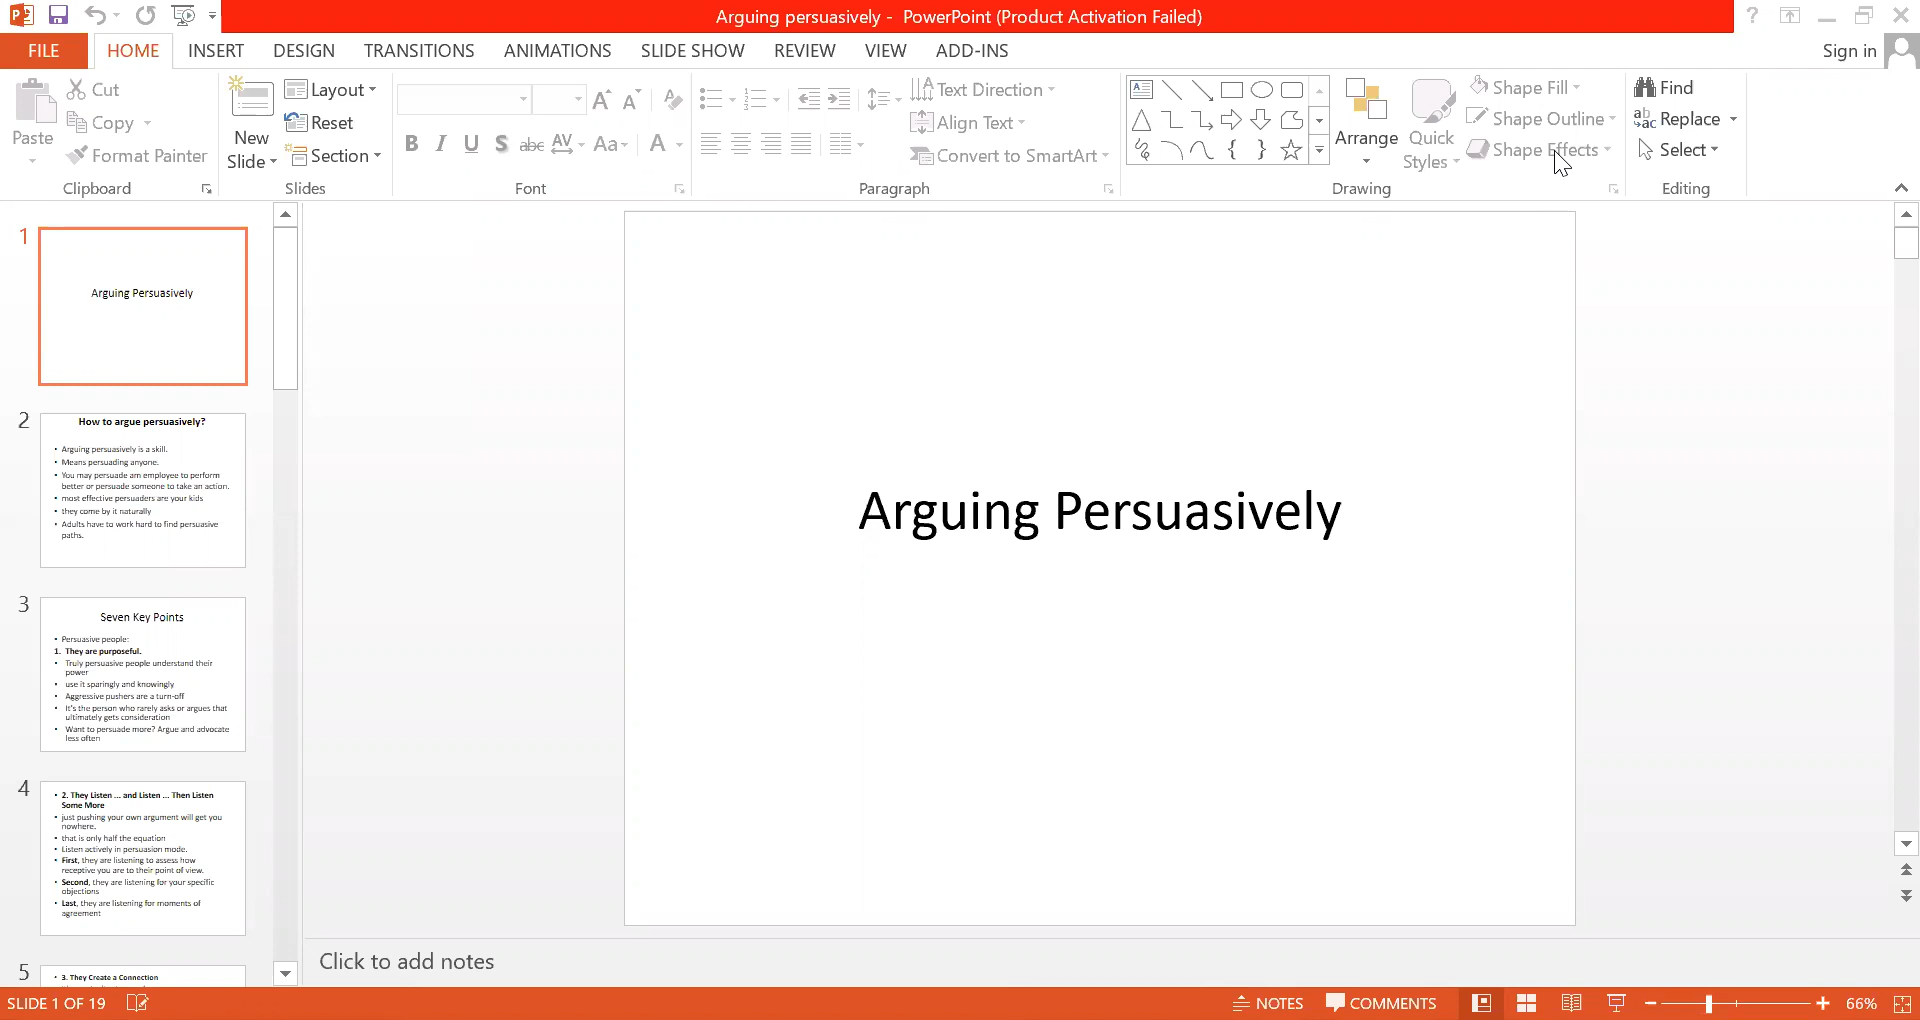 Arguing persuasively - PowerPoint (Product Activation Failed)
FILE HOME INSERT DESIGN TRANSITIONS ANIMATIONS SLIDE SHOW REVIEW VIEW ADD-INS Sign in
Paste
Cut
Copy
Format Painter
Clipboard
New
Slide
Layout
Reset
Section
Slides
Font
Text Direction
Align Text
Convert to SmartArt
Paragraph
Arrange
Quick
Styles
Shape Fill
Shape Outline
Shape Effects
Drawing
Find
Replace
Select
Editing
1
Arguing Persuasively
2
How to argue persuasively?
• Arguing persuasively is a skill.
• Means persuading anyone.
• You may persuade am employee to perform
better or persuade someone to take an action.
• most effective persuaders are your kids
• they come by it naturally
• Adults have to work hard to find persuasive
paths.
3
Seven Key Points
• Persuasive people:
1. They are purposeful.
• Truly persuasive people understand their
power
• use it sparingly and knowingly
• Aggressive pushers are a turn-off
• It's the person who rarely asks or argues that
ultimately gets consideration
• Want to persuade more? Argue and advocate
less often
4
• 2. They Listen ... and Listen ... Then Listen
Some More
• just pushing your own argument will get you
nowhere.
• that is only half the equation
• Listen actively in persuasion mode.
• First, they are listening to assess how
receptive you are to their point of view.
• Second, they are listening for your specific
objections
• Last, they are listening for moments of
agreement
5
• 3. They Create a Connection
Arguing Persuasively
Click to add notes
SLIDE 1 OF 19 NOTES COMMENTS 66%